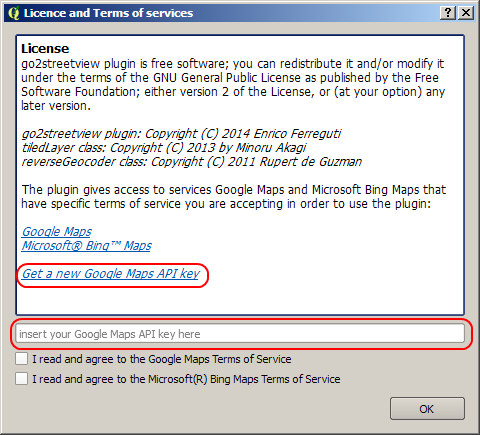 Licence and Terms of services
License
go2streetview plugin is free software; you can redistribute it and/or modify it
under the terms of the GNU General Public License as published by the Free
Software Foundation; either version 2 of the License, or (at your option) any
later version.
go2streetview plugin: Copyright (C) 2014 Enrico Ferreguti
tiledLayer class: Copyright (C) 2013 by Minoru Akagi
reverseGeocoder class: Copyright (C) 2011 Rupert de Guzman
The plugin gives access to services Google Maps and Microsoft Bing Maps that
have specific terms of service you are accepting in order to use the plugin:
Google Maps
Microsoft® Bing™ Maps
Get a new Google Maps API key
insert your Google Maps API key here
I read and agree to the Google Maps Terms of Service
I read and agree to the Microsoft(R) Bing Maps Terms of Service
OK